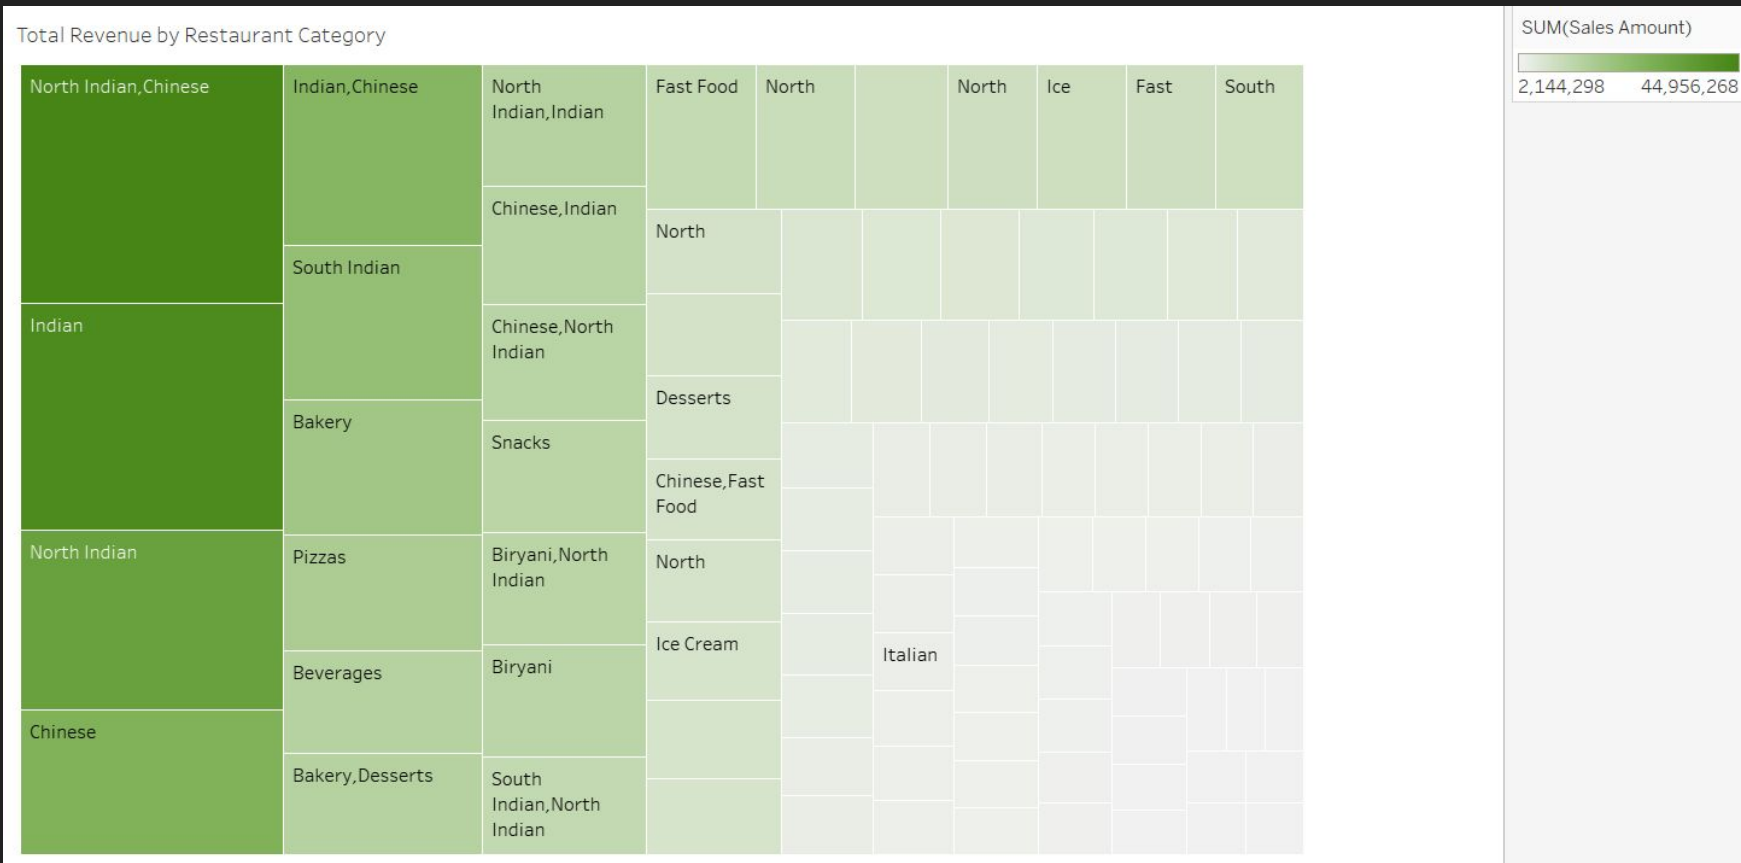 Total Revenue by Restaurant Category
SUM(Sales Amount)
2,144,298 44,956,268
North Indian,Chinese
Indian
North Indian
Chinese
Indian,Chinese
South Indian
Bakery
Pizzas
Beverages
Bakery,Desserts
North
Indian,Indian
Chinese,Indian
Chinese,North
Indian
Snacks
Biryani,North
Indian
Biryani
South
Indian,North
Indian
Fast Food
North
North
Ice
Fast
South
North
Desserts
Chinese,Fast
Food
North
Ice Cream
Italian